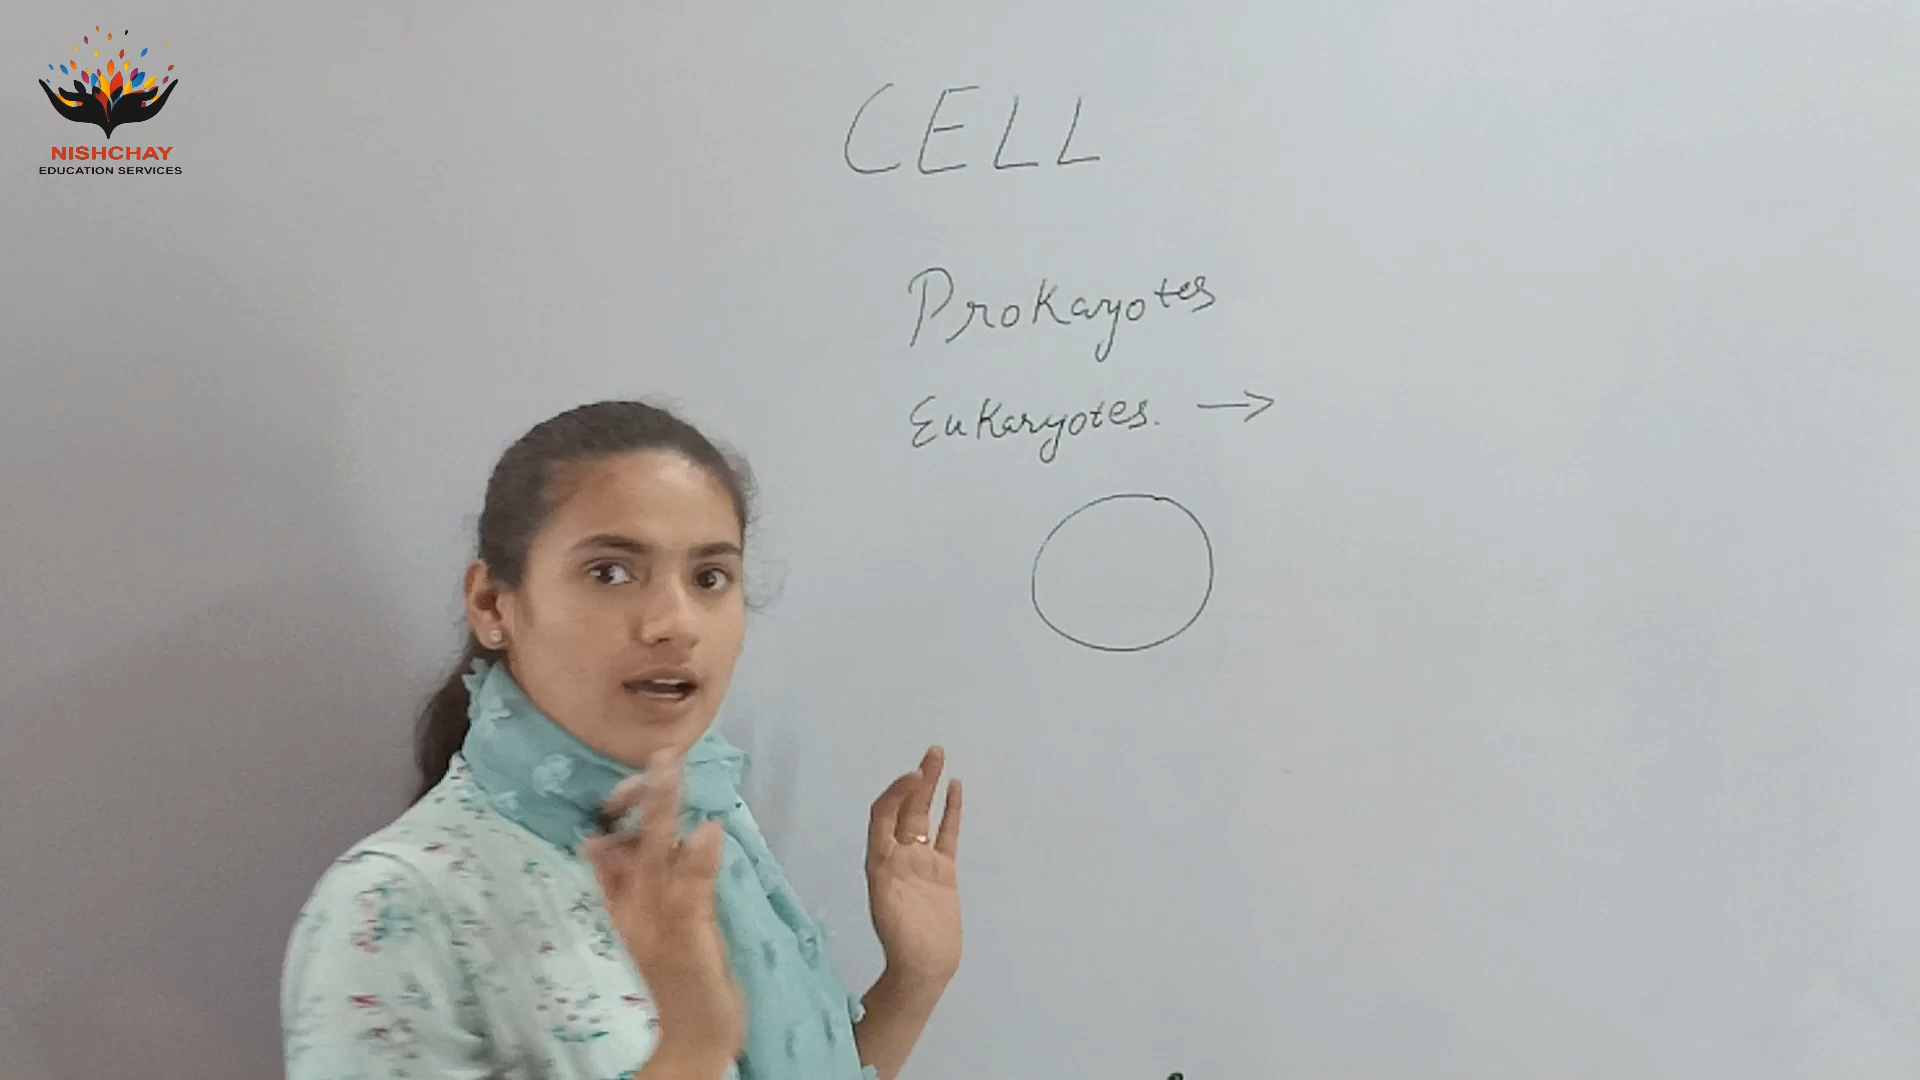 NISHCHAY
EDUCATION SERVICES
CELL
Prokaryotes
Eukaryotes. →